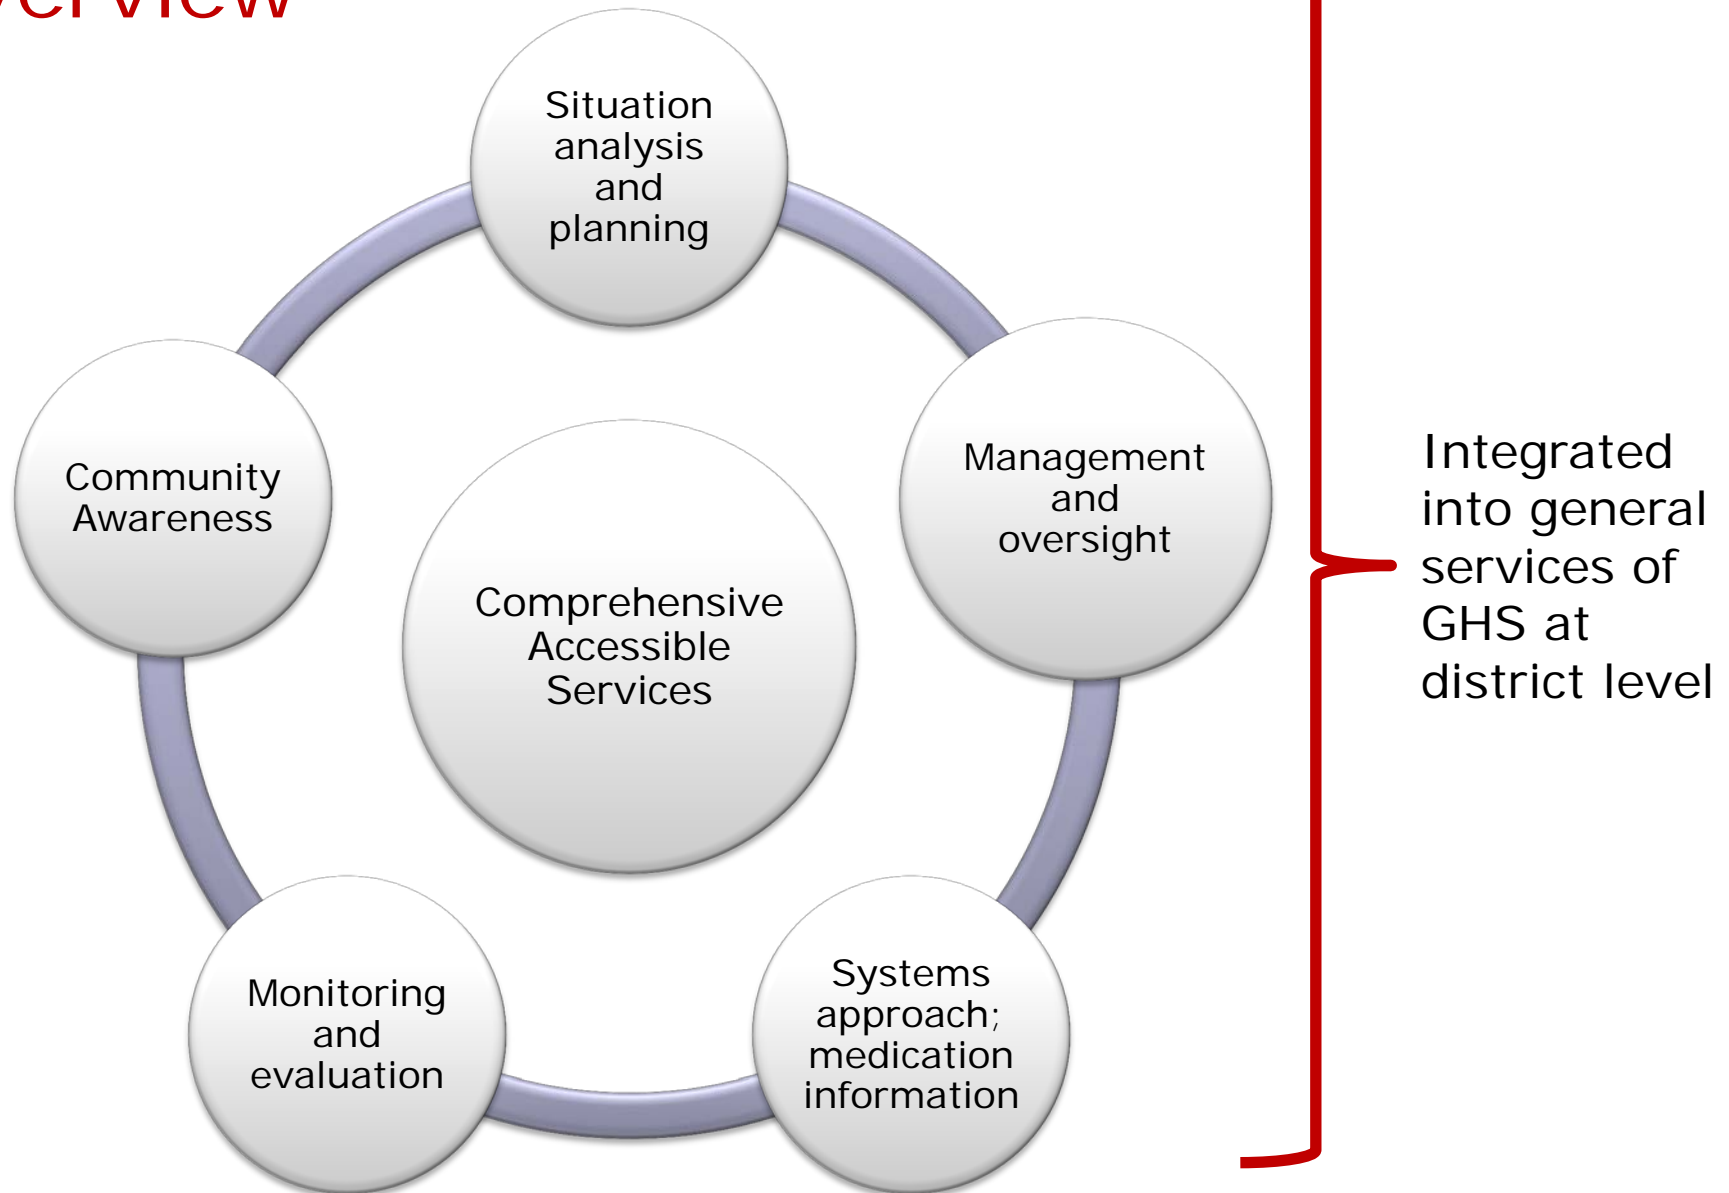 Situation
analysis
and
planning
Management
and
oversight
Systems
approach;
medication
information
Monitoring
and
evaluation
Community
Awareness
Comprehensive
Accessible
Services
Integrated
into general
services of
GHS at
district level